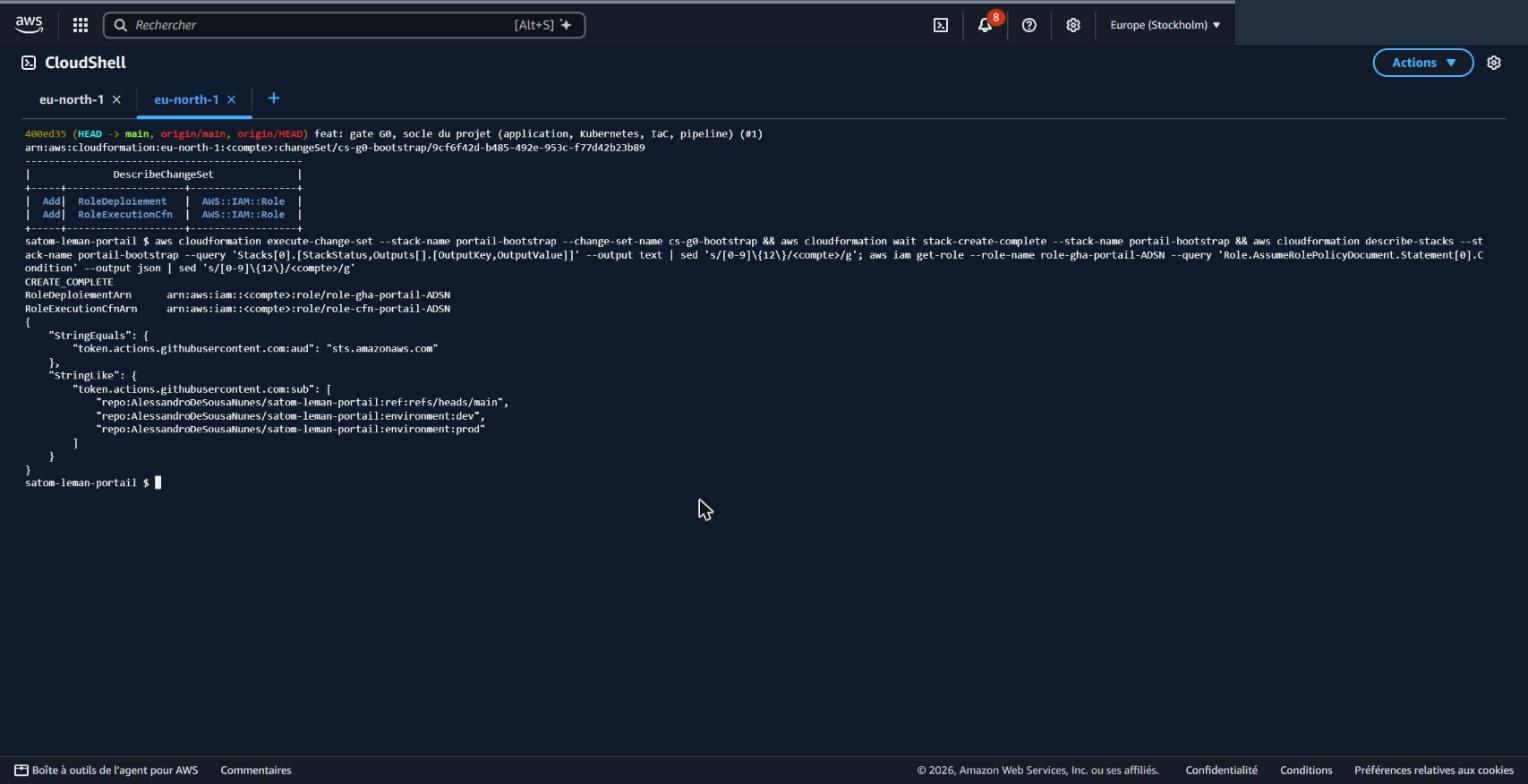 aws
Rechercher [Alt+S]
8
Europe (Stockholm) ▼
CloudShell
Actions ▼
eu-north-1 ×
eu-north-1 ×
+
400ed35 (HEAD -> main, origin/main, origin/HEAD) feat: gate G0, socle du projet (application, Kubernetes, IaC, pipeline) (#1)
arn:aws:cloudformation:eu-north-1:<compte>:changeSet/cs-g0-bootstrap/9cf6f42d-b485-492e-953c-f77d42b23b89
----------------------------------------------
|             DescribeChangeSet              |
+-----+--------------------+-----------------+
|  Add|  RoleDeploiement   |  AWS::IAM::Role |
|  Add|  RoleExecutionCfn  |  AWS::IAM::Role |
+-----+--------------------+-----------------+
satom-leman-portail $ aws cloudformation execute-change-set --stack-name portail-bootstrap --change-set-name cs-g0-bootstrap && aws cloudformation wait stack-create-complete --stack-name portail-bootstrap && aws cloudformation describe-stacks --st
ack-name portail-bootstrap --query 'Stacks[0].[StackStatus,Outputs[].[OutputKey,OutputValue]]' --output text | sed 's/[0-9]\{12\}/<compte>/g'; aws iam get-role --role-name role-gha-portail-ADSN --query 'Role.AssumeRolePolicyDocument.Statement[0].C
ondition' --output json | sed 's/[0-9]\{12\}/<compte>/g'
CREATE_COMPLETE
RoleDeploiementArn      arn:aws:iam::<compte>:role/role-gha-portail-ADSN
RoleExecutionCfnArn     arn:aws:iam::<compte>:role/role-cfn-portail-ADSN
{
    "StringEquals": {
        "token.actions.githubusercontent.com:aud": "sts.amazonaws.com"
    },
    "StringLike": {
        "token.actions.githubusercontent.com:sub": [
            "repo:AlessandroDeSousaNunes/satom-leman-portail:ref:refs/heads/main",
            "repo:AlessandroDeSousaNunes/satom-leman-portail:environment:dev",
            "repo:AlessandroDeSousaNunes/satom-leman-portail:environment:prod"
        ]
    }
}
satom-leman-portail $
Boîte à outils de l'agent pour AWS
Commentaires
© 2026, Amazon Web Services, Inc. ou ses affiliés.
Confidentialité
Conditions
Préférences relatives aux cookies